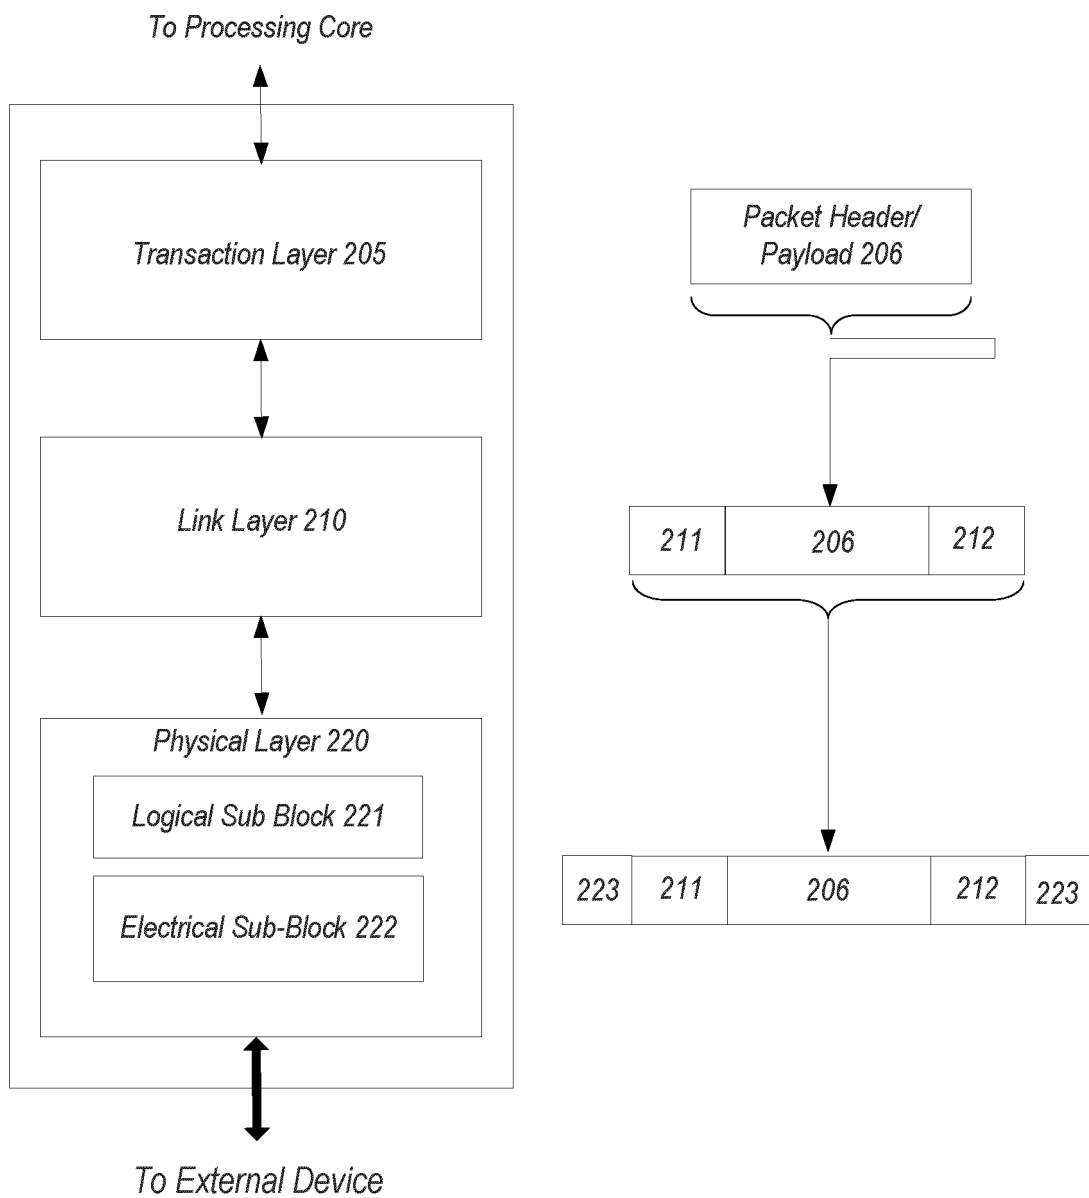 To Processing Core
Transaction Layer 205
Packet Header/
Payload 206
Link Layer 210
211 206 212
Physical Layer 220
Logical Sub Block 221
Electrical Sub-Block 222
223 211 206 212 223
To External Device